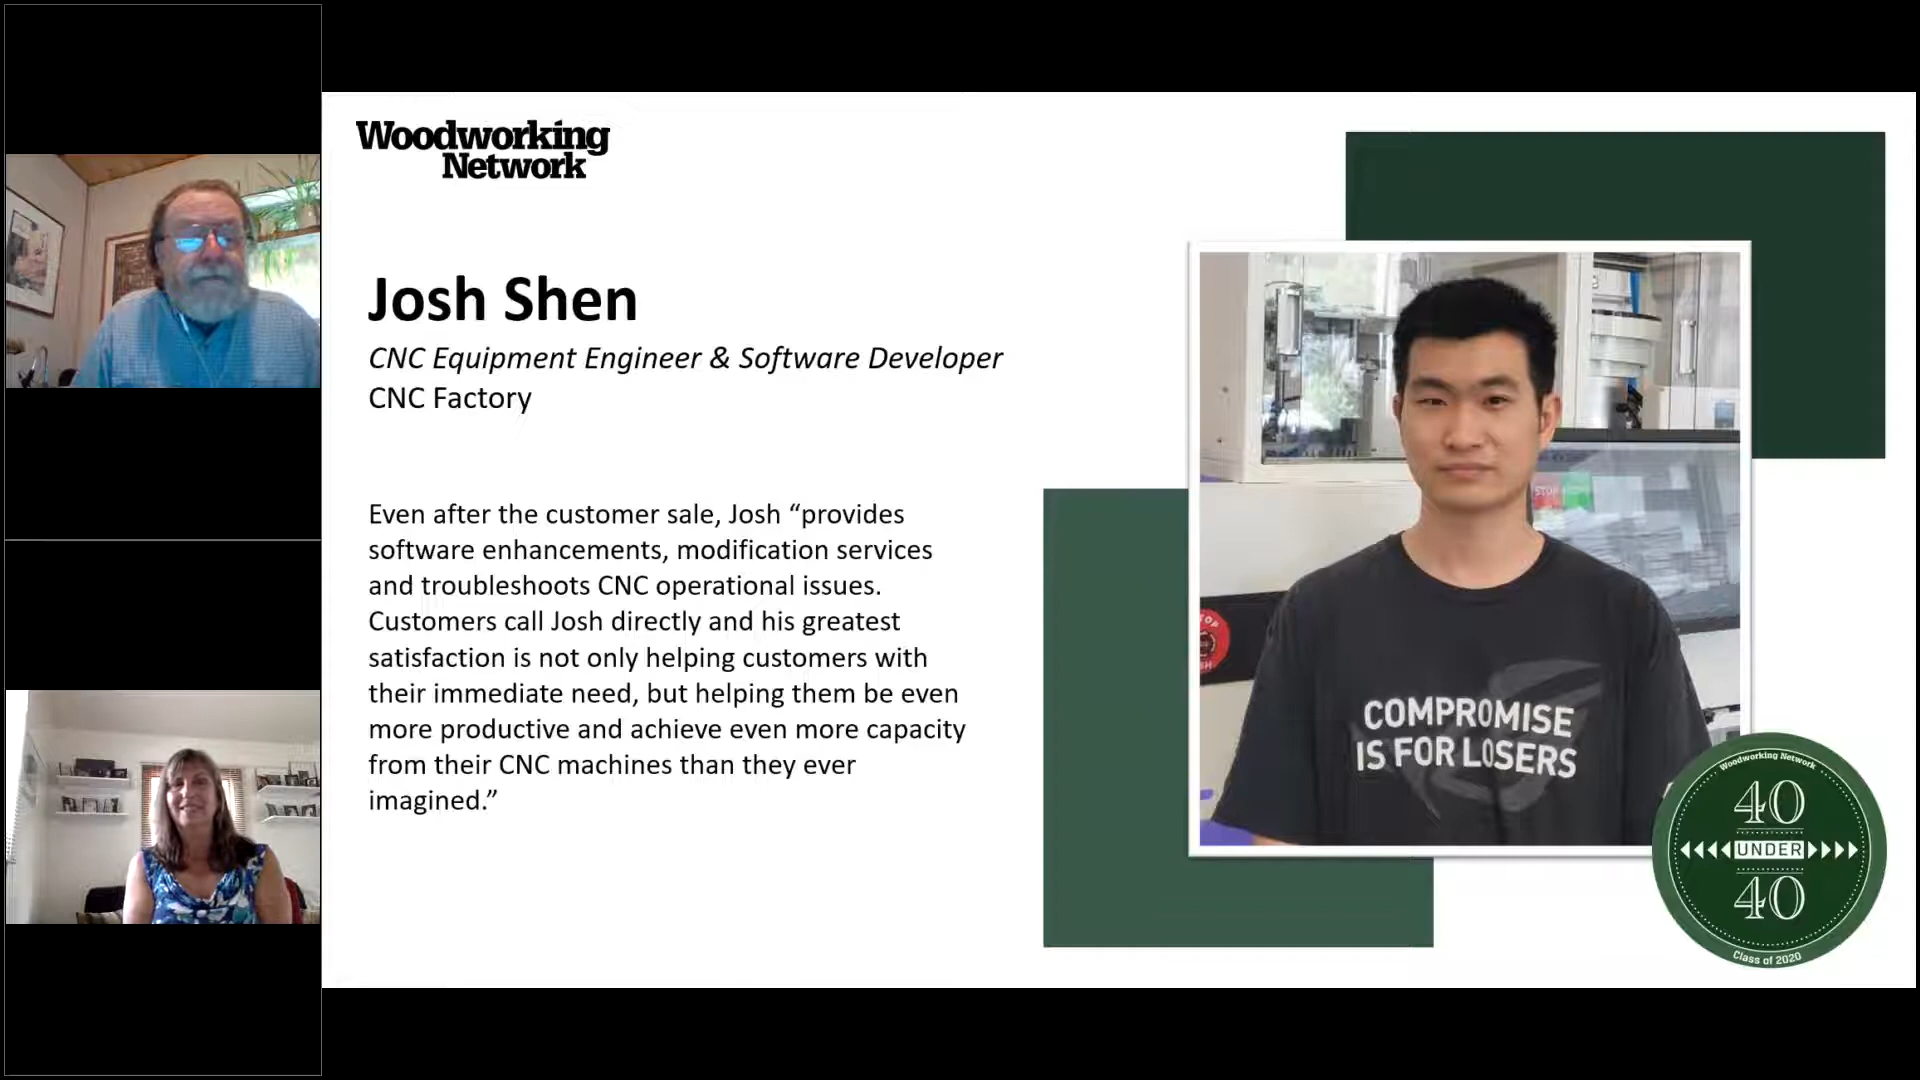 Woodworking
Network
Josh Shen
CNC Equipment Engineer & Software Developer
CNC Factory
Even after the customer sale, Josh “provides
software enhancements, modification services
and troubleshoots CNC operational issues.
Customers call Josh directly and his greatest
satisfaction is not only helping customers with
their immediate need, but helping them be even
more productive and achieve even more capacity
from their CNC machines than they ever
imagined.”
STOP
COMPROMISE
IS FOR LOSERS
Woodworking Network
40
UNDER
40
Class of 2020